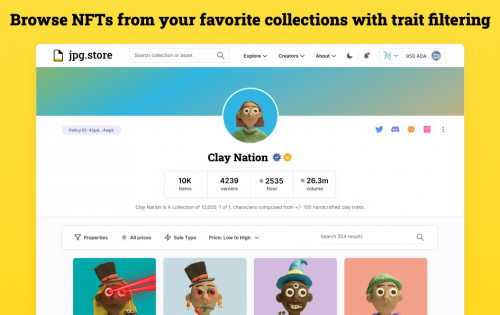 Browse NFTs from your favorite collections with trait filtering
jpg.store
Search collection or asset
Explore
Creators
About
950 ADA
Policy ID: 42pd...4wpk
Clay Nation
10K
4239
2535
26.3m
items
owners
floor
volume
Clay Nation is A collection of 10,000, 1 of 1, characters composed from +/- 100 handcrafted clay traits.
Properties
All prices
Sale Type
Price: Low to High
Search 324 results